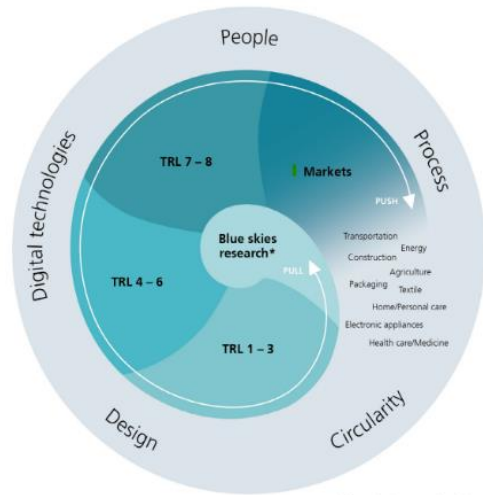 People
Process
Digital technologies
TRL 7 – 8
Markets
PUSH
Blue skies
research*
PULL
TRL 4 – 6
TRL 1 – 3
Transportation
Energy
Construction
Agriculture
Packaging
Textile
Home/Personal care
Electronic appliances
Health care/Medicine
Design
Circularity